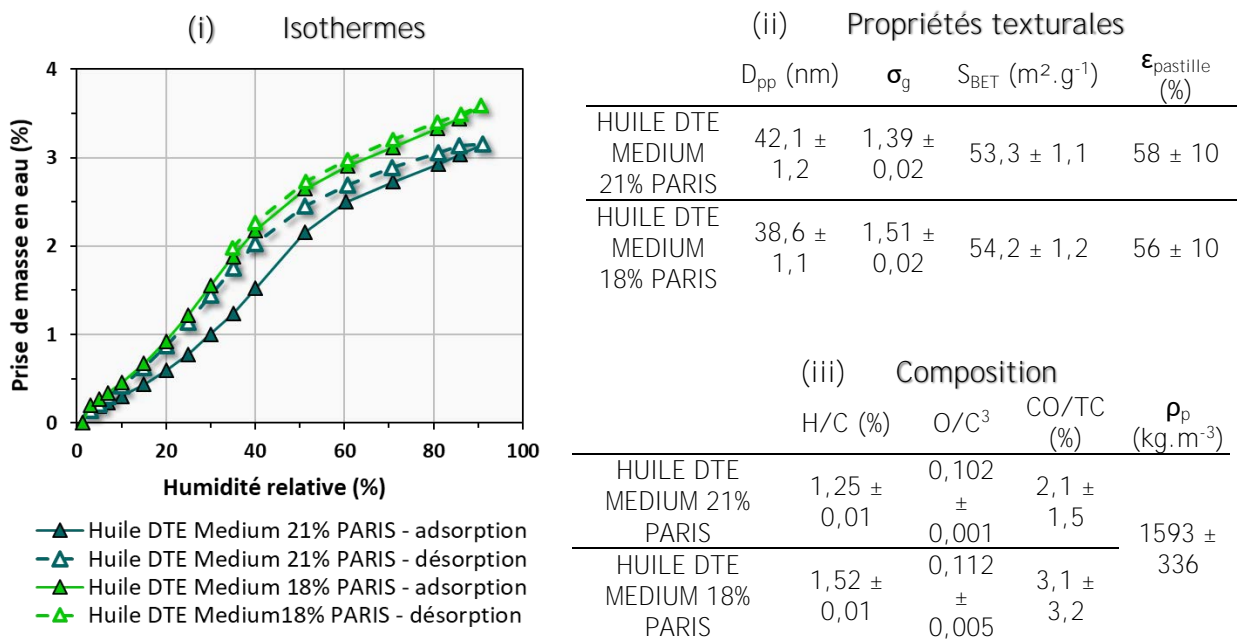 (i) Isothermes
4
3
2
1
0
0 20 40 60 80 100
Prise de masse en eau (%)
Humidité relative (%)
Huile DTE Medium 21% PARIS - adsorption
Huile DTE Medium 21% PARIS - désorption
Huile DTE Medium 18% PARIS - adsorption
Huile DTE Medium18% PARIS - désorption
(ii) Propriétés texturales
Dpp (nm) σg SBET (m².g-1) εpastille
(%)
HUILE DTE
MEDIUM
21% PARIS
42,1 ±
1,2
1,39 ±
0,02
53,3 ± 1,1
58 ± 10
HUILE DTE
MEDIUM
18% PARIS
38,6 ±
1,1
1,51 ±
0,02
54,2 ± 1,2
56 ± 10
(iii) Composition
H/C (%)
O/C³
CO/TC
(%)
ρp
(kg.m-3)
HUILE DTE
MEDIUM 21%
PARIS
1,25 ±
0,01
0,102
±
0,001
2,1 ±
1,5
HUILE DTE
MEDIUM 18%
PARIS
1,52 ±
0,01
0,112
±
0,005
3,1 ±
3,2
1593 ±
336